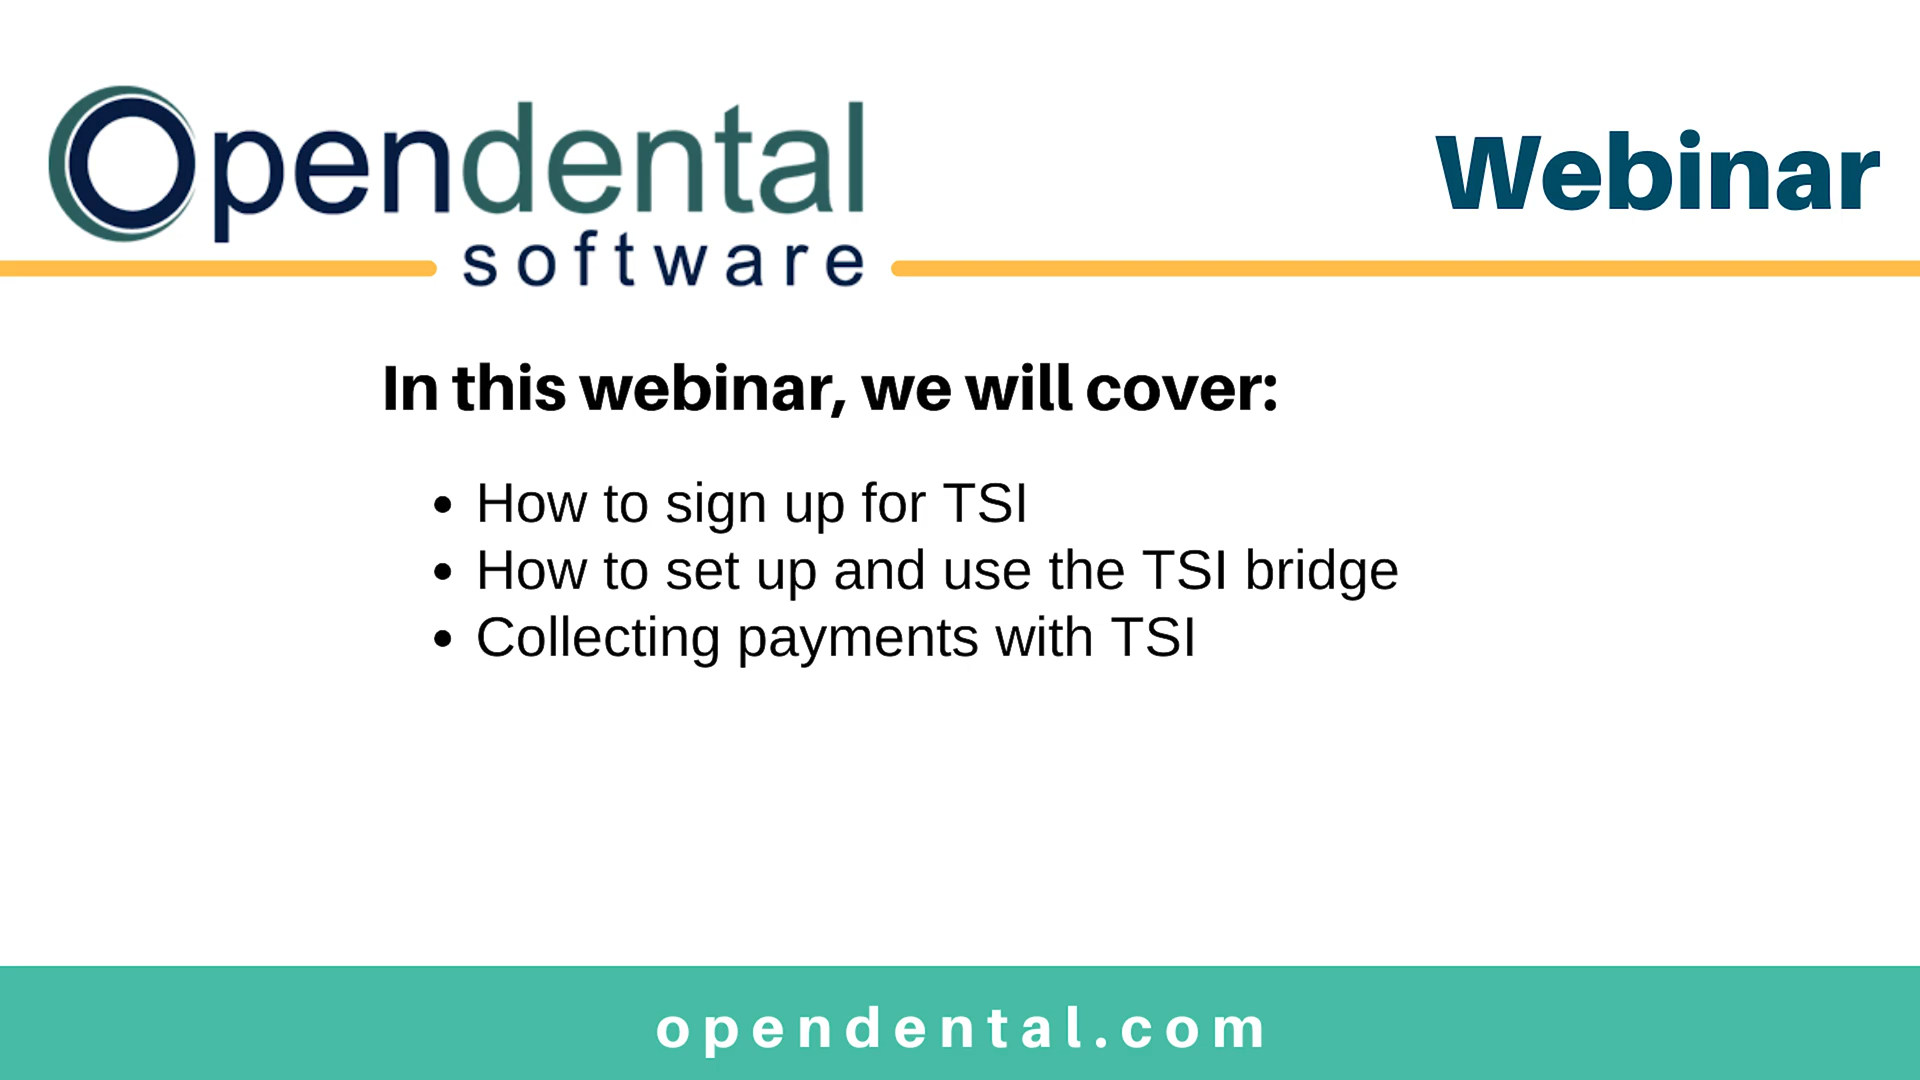 Opendental
software
Webinar
In this webinar, we will cover:
• How to sign up for TSI
• How to set up and use the TSI bridge
• Collecting payments with TSI
opendental.com